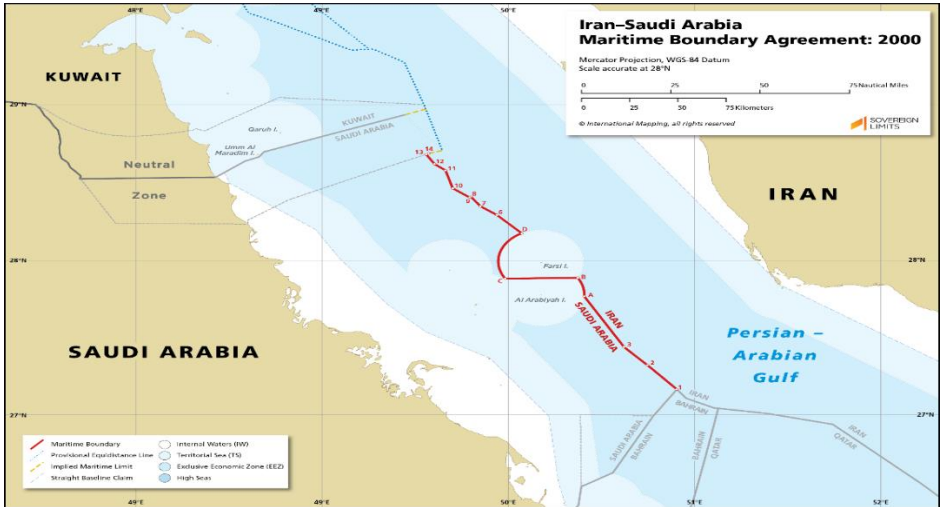 48°E
49°E
50°E
Iran–Saudi Arabia
Maritime Boundary Agreement: 2000
Mercator Projection, WGS-84 Datum
Scale accurate at 28°N
0 25 50 75 Nautical Miles
0 25 50 75 Kilometers
© International Mapping, all rights reserved
SOVEREIGN
LIMITS
KUWAIT
29°N
29°N
Garuh I.
KUWAIT
SAUDI ARABIA
Umm Al
Maradim I.
Neutral
Zone
13
14
12
11
10
9
8
7
6
D
IRAN
28°N
28°N
Farsi I.
C
B
A
Al Arabiyah I.
IRAN
SAUDI ARABIA
3
2
1
SAUDI ARABIA
Persian –
Arabian
Gulf
27°N
27°N
IRAN
BAHRAIN
SAUDI ARABIA
BAHRAIN
BAHRAIN
QATAR
IRAN
QATAR
Maritime Boundary
Provisional Equidistance Line
Implied Maritime Limit
Straight Baseline Claim
Internal Waters (IW)
Territorial Sea (TS)
Exclusive Economic Zone (EEZ)
High Seas
48°E
49°E
50°E
51°E
52°E